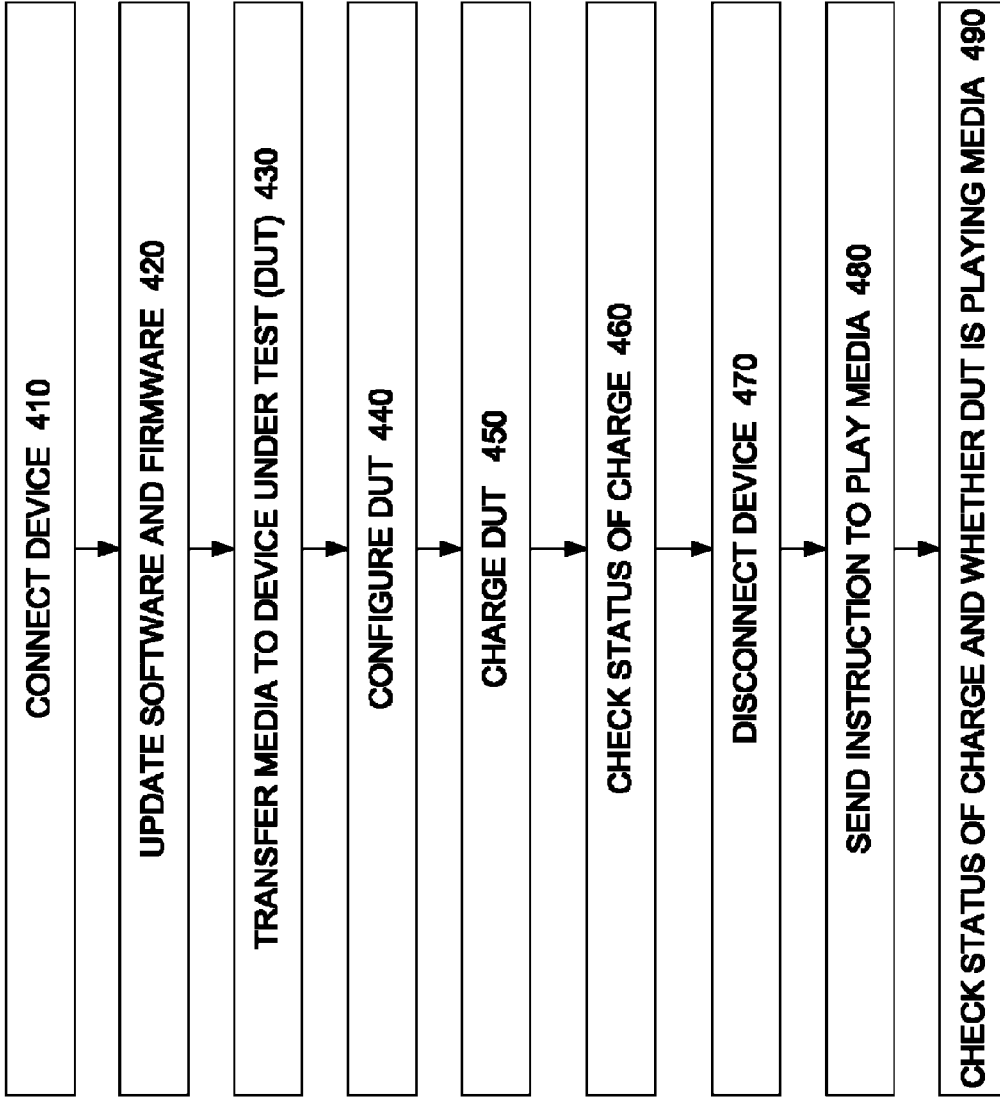 CONNECT DEVICE 410
UPDATE SOFTWARE AND FIRMWARE 420
TRANSFER MEDIA TO DEVICE UNDER TEST (DUT) 430
CONFIGURE DUT 440
CHARGE DUT 450
CHECK STATUS OF CHARGE 460
DISCONNECT DEVICE 470
SEND INSTRUCTION TO PLAY MEDIA 480
CHECK STATUS OF CHARGE AND WHETHER DUT IS PLAYING MEDIA 490